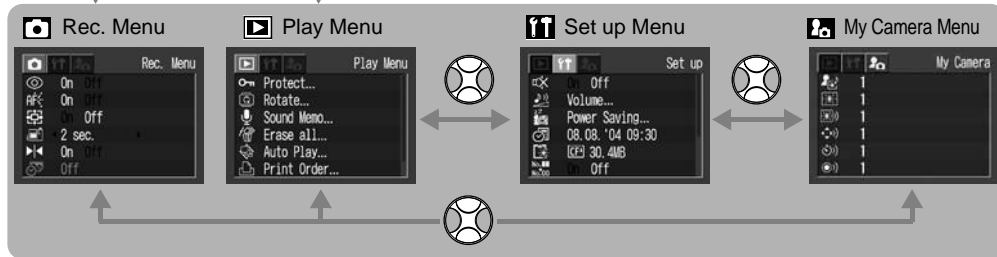 Rec. Menu
Play Menu
Set up Menu
My Camera Menu
Rec. Menu
On Off
On Off
On Off
2 sec.
On Off
Off
Play Menu
Protect...
Rotate...
Sound Memo...
Erase all...
Auto Play...
Print Order...
Set up
On Off
Volume...
Power Saving...
08.08.'04 09:30
CF 30.4MB
On Off
My Camera
1
1
1
1
1
1